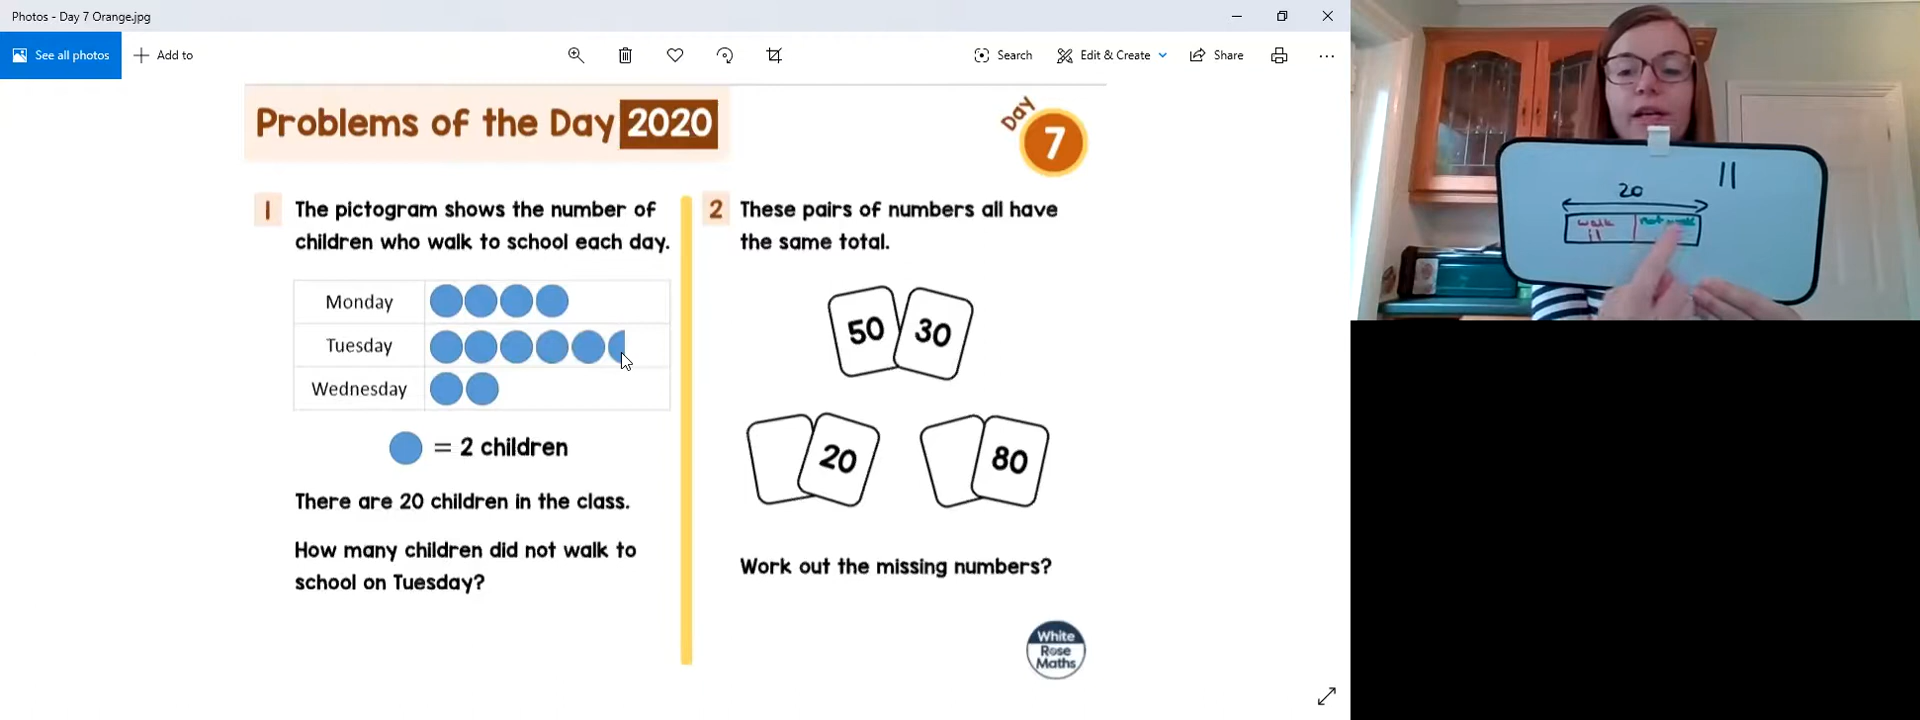 Photos - Day 7 Orange.jpg
See all photos
Add to
Search
Edit & Create
Share
Problems of the Day 2020
Day
7
1
The pictogram shows the number of
children who walk to school each day.
Monday
Tuesday
Wednesday
= 2 children
There are 20 children in the class.
How many children did not walk to
school on Tuesday?
2
These pairs of numbers all have
the same total.
50
30
20
80
Work out the missing numbers?
White
Rose
Maths
11
20
walk
11
not